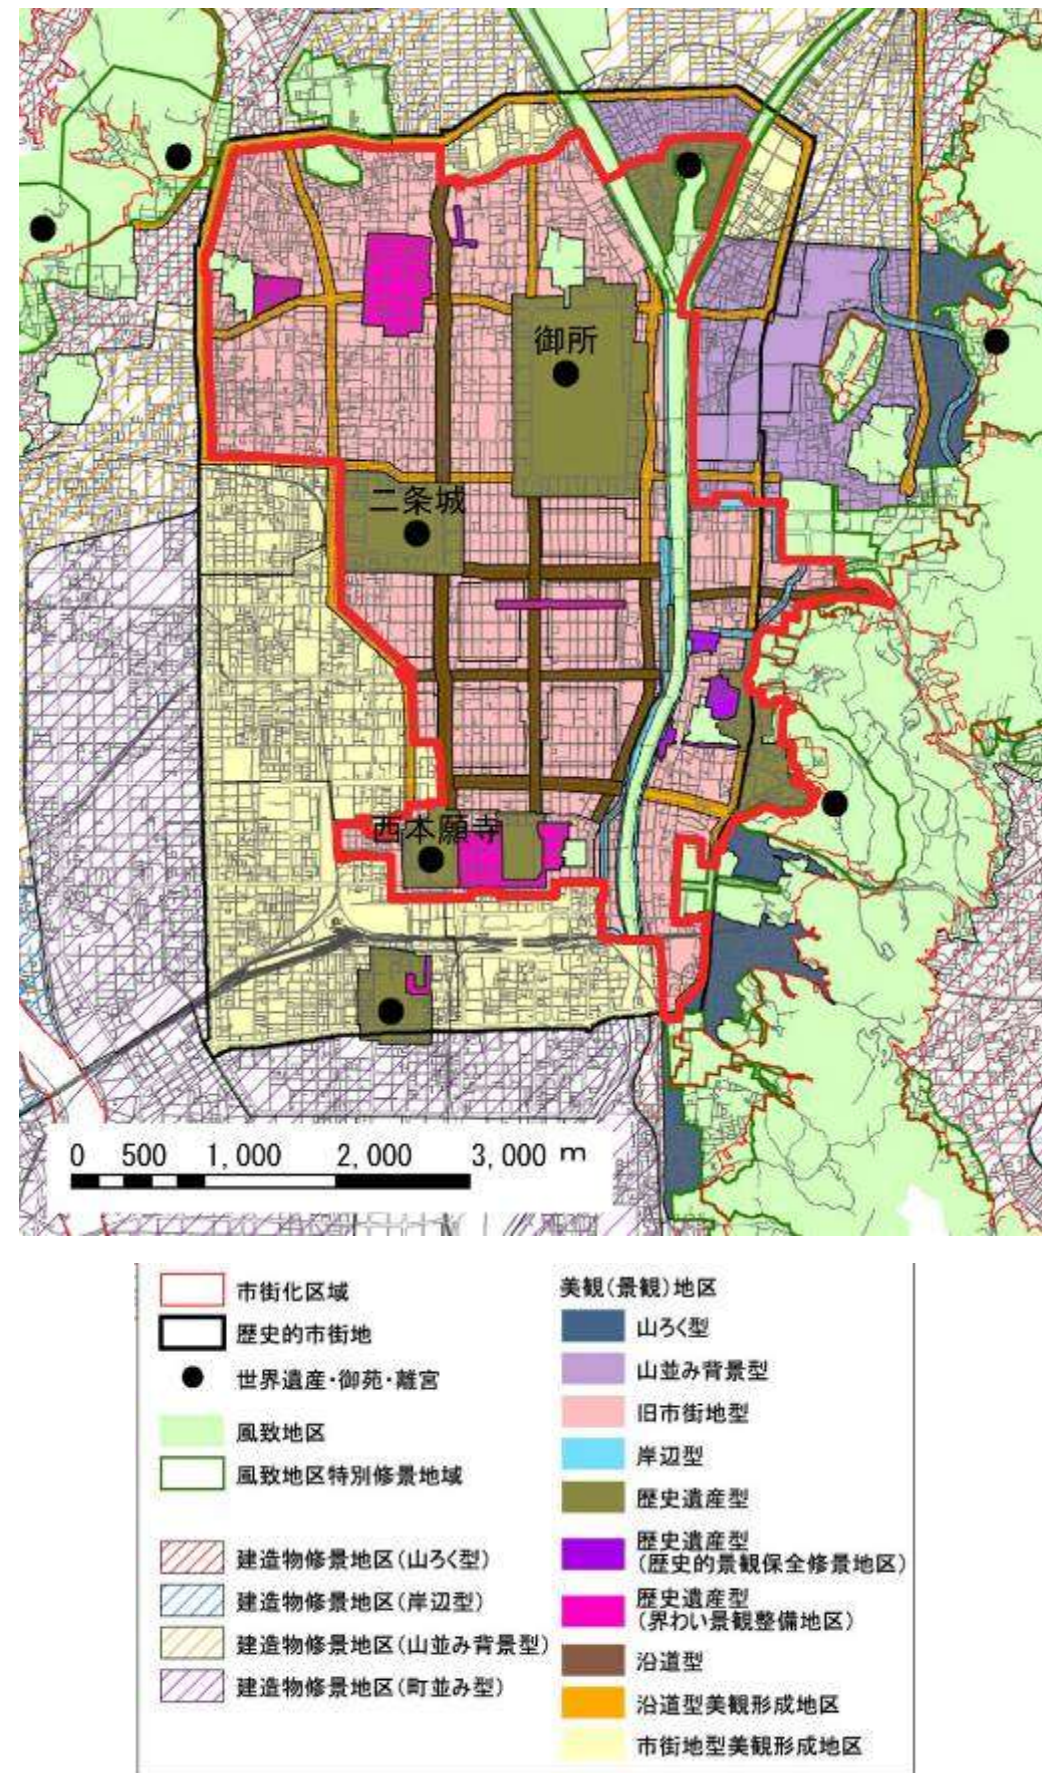 御所
二条城
西本願寺
0 500 1,000 2,000 3,000 m
市街化区域
歴史的市街地
世界遺産・御苑・離宮
風致地区
風致地区特別修景地域
建造物修景地区(山ろく型)
建造物修景地区(岸辺型)
建造物修景地区(山並み背景型)
建造物修景地区(町並み型)
美観(景観)地区
山ろく型
山並み背景型
旧市街地型
岸辺型
歴史遺産型
歴史遺産型
(歴史的景観保全修景地区)
歴史遺産型
(界わい景観整備地区)
沿道型
沿道型美観形成地区
市街地型美観形成地区